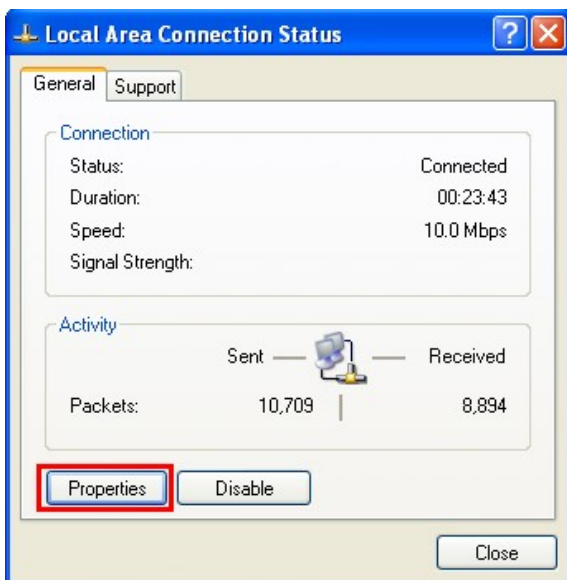 Local Area Connection Status
General Support
Connection
Status: Connected
Duration: 00:23:43
Speed: 10.0 Mbps
Signal Strength:
Activity
Sent Received
Packets: 10,709 8,894
Properties Disable
Close